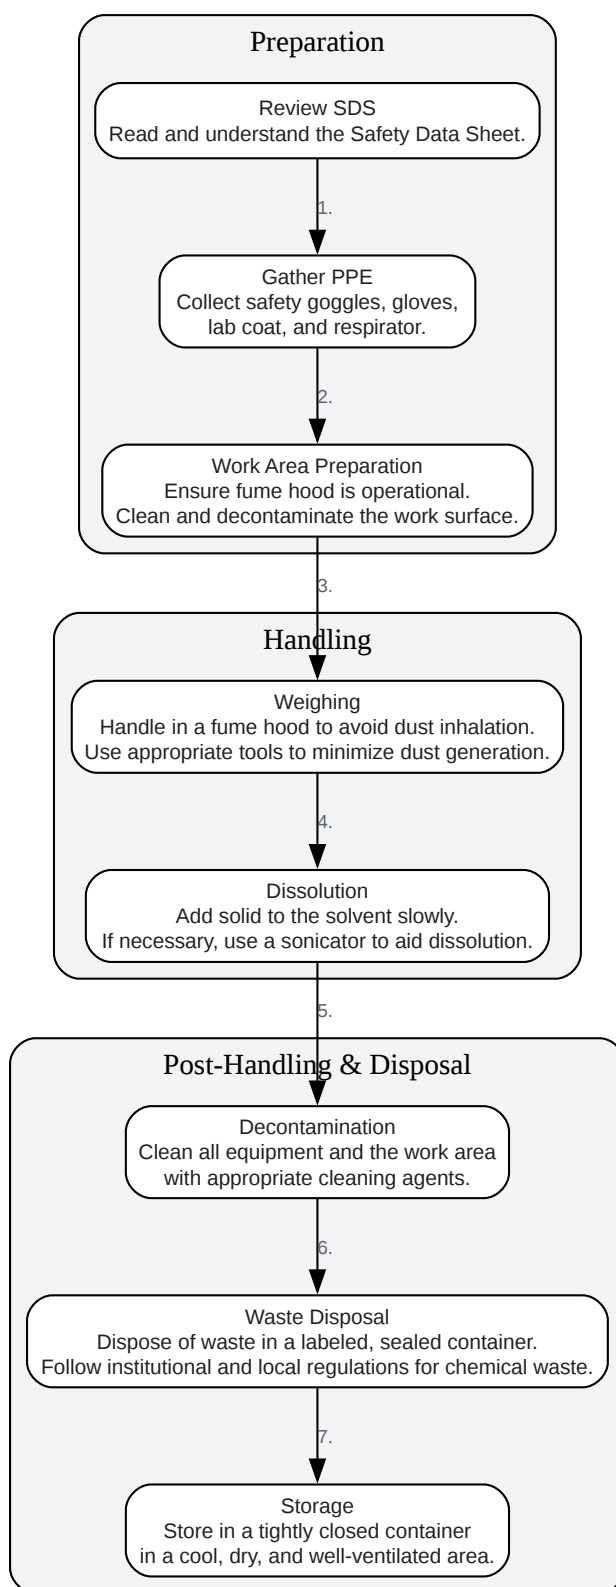 Preparation
Review SDS
Read and understand the Safety Data Sheet.
1.
Gather PPE
Collect safety goggles, gloves,
lab coat, and respirator.
2.
Work Area Preparation
Ensure fume hood is operational.
Clean and decontaminate the work surface.
3.
Handling
Weighing
Handle in a fume hood to avoid dust inhalation.
Use appropriate tools to minimize dust generation.
4.
Dissolution
Add solid to the solvent slowly.
If necessary, use a sonicator to aid dissolution.
5.
Post-Handling & Disposal
Decontamination
Clean all equipment and the work area
with appropriate cleaning agents.
6.
Waste Disposal
Dispose of waste in a labeled, sealed container.
Follow institutional and local regulations for chemical waste.
7.
Storage
Store in a tightly closed container
in a cool, dry, and well-ventilated area.